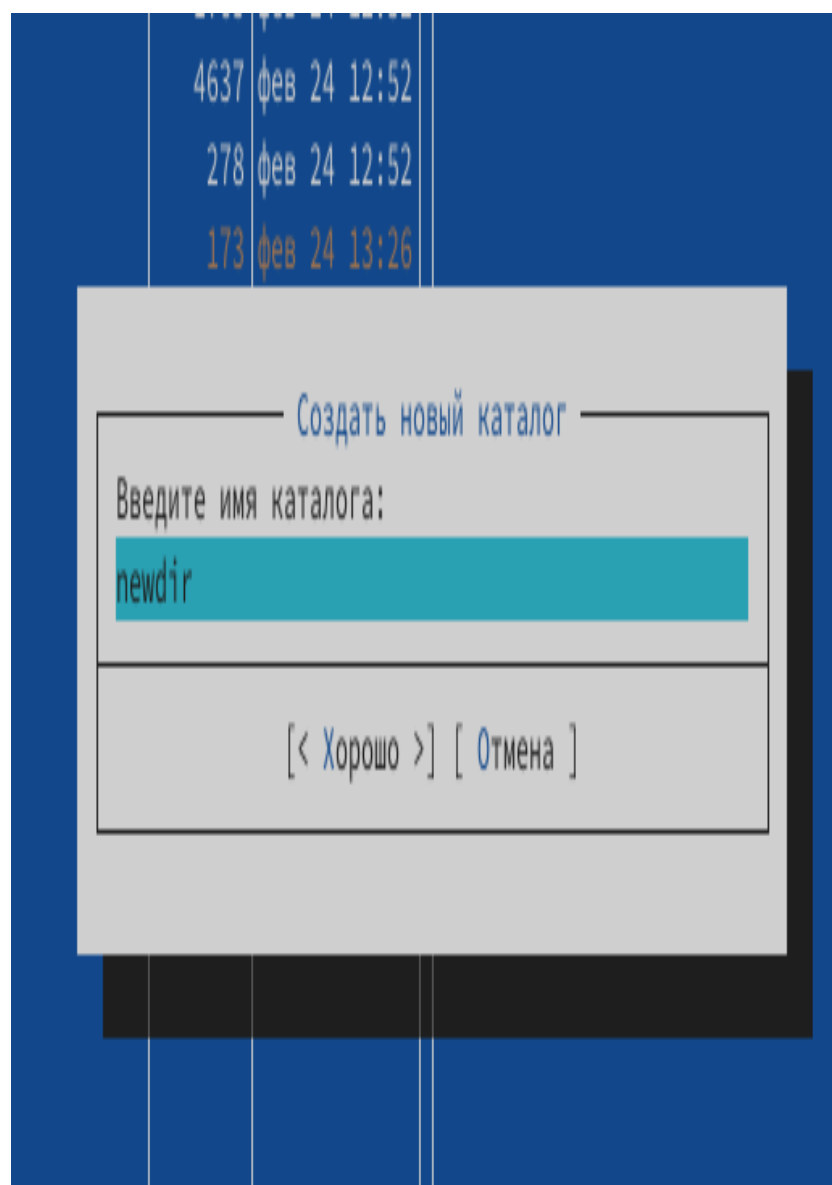 4637 фев 24 12:52
278 фев 24 12:52
173 фев 24 13:26
Создать новый каталог
Введите имя каталога:
newdir
[< Хорошо >] [ Отмена ]